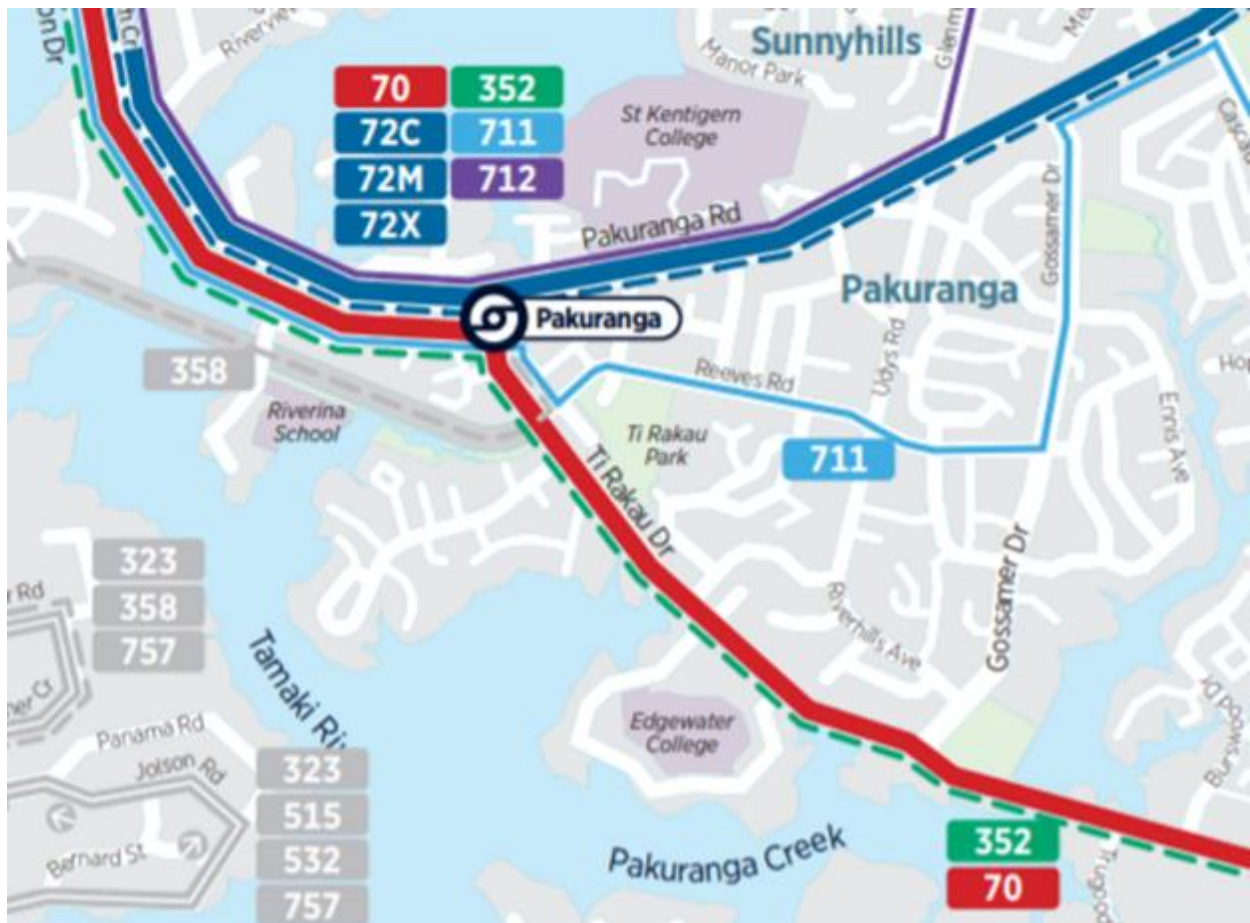 Sunnyhills
Manor Park
70 352
72C 711
72M 712
72X
St Kentigern
College
Pakuranga Rd
Gossamer Dr
Pakuranga
Pakuranga
358
Reeves Rd
Udys Rd
Riverina
School
Ti Rakau
Park
711
Ennis Ave
Ti Rakau Dr
323
358
757
Riverhills Ave
Gossamer Dr
Tamaki
Panama Rd
Edgewater
College
Jolson Rd
323
515
532
757
Bernard St
Pakuranga Creek
352
70